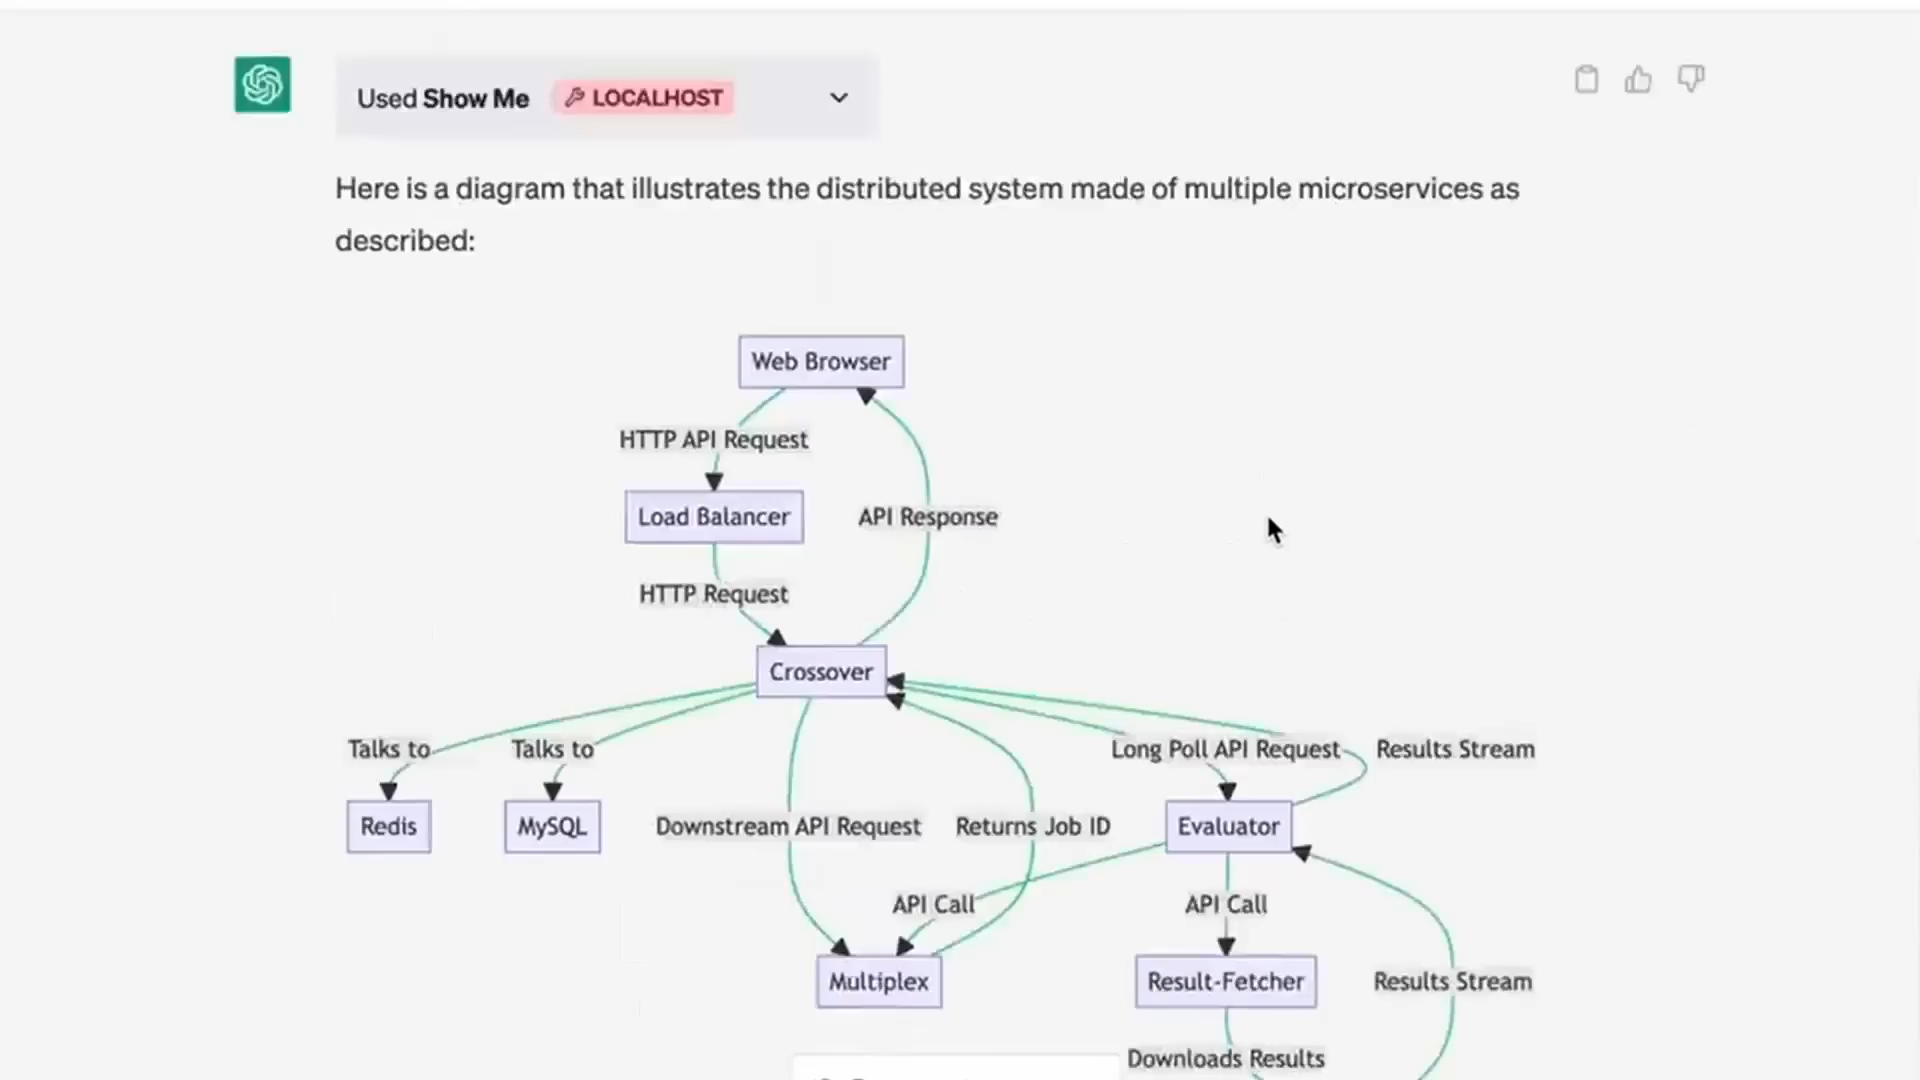 Used Show Me LOCALHOST
Here is a diagram that illustrates the distributed system made of multiple microservices as
described:
Web Browser
HTTP API Request
Load Balancer
API Response
HTTP Request
Crossover
Talks to
Talks to
Long Poll API Request
Results Stream
Redis
MySQL
Downstream API Request
Returns Job ID
Evaluator
API Call
API Call
Multiplex
Result-Fetcher
Results Stream
Downloads Results